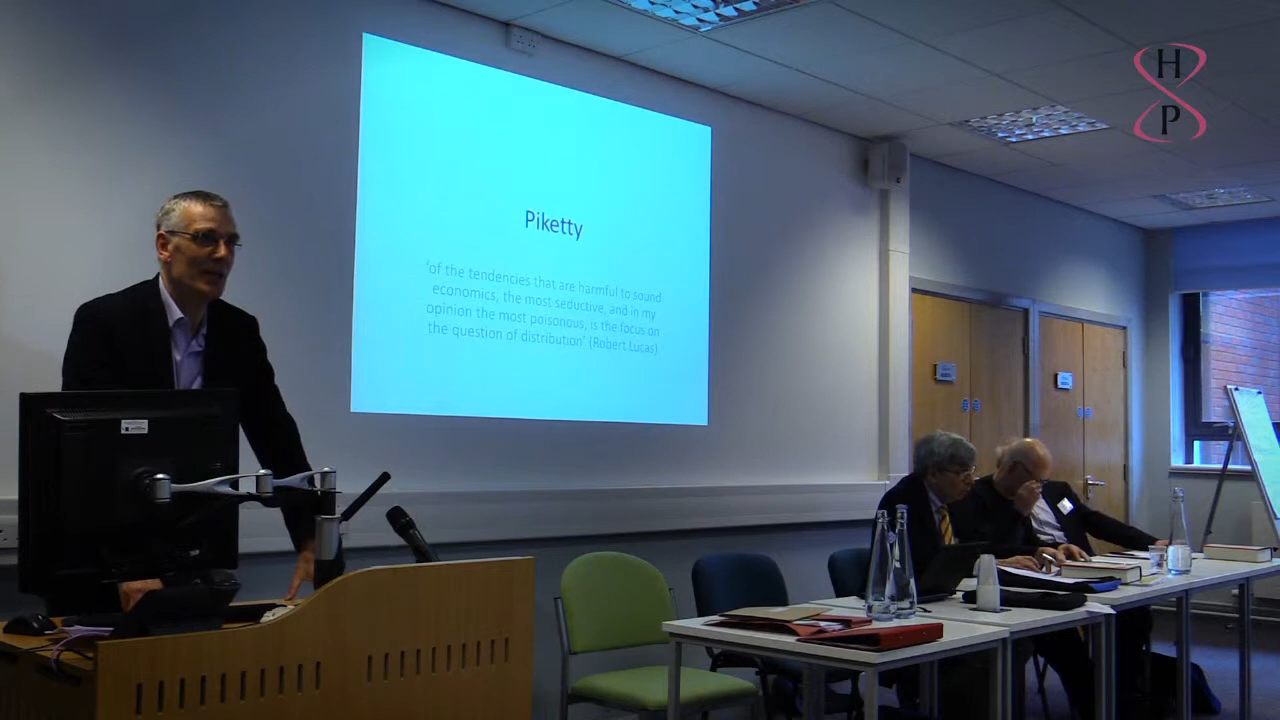 H
P
Piketty
'of the tendencies that are harmful to sound
economics, the most seductive, and in my
opinion the most poisonous, is the focus on
the question of distribution' (Robert Lucas)